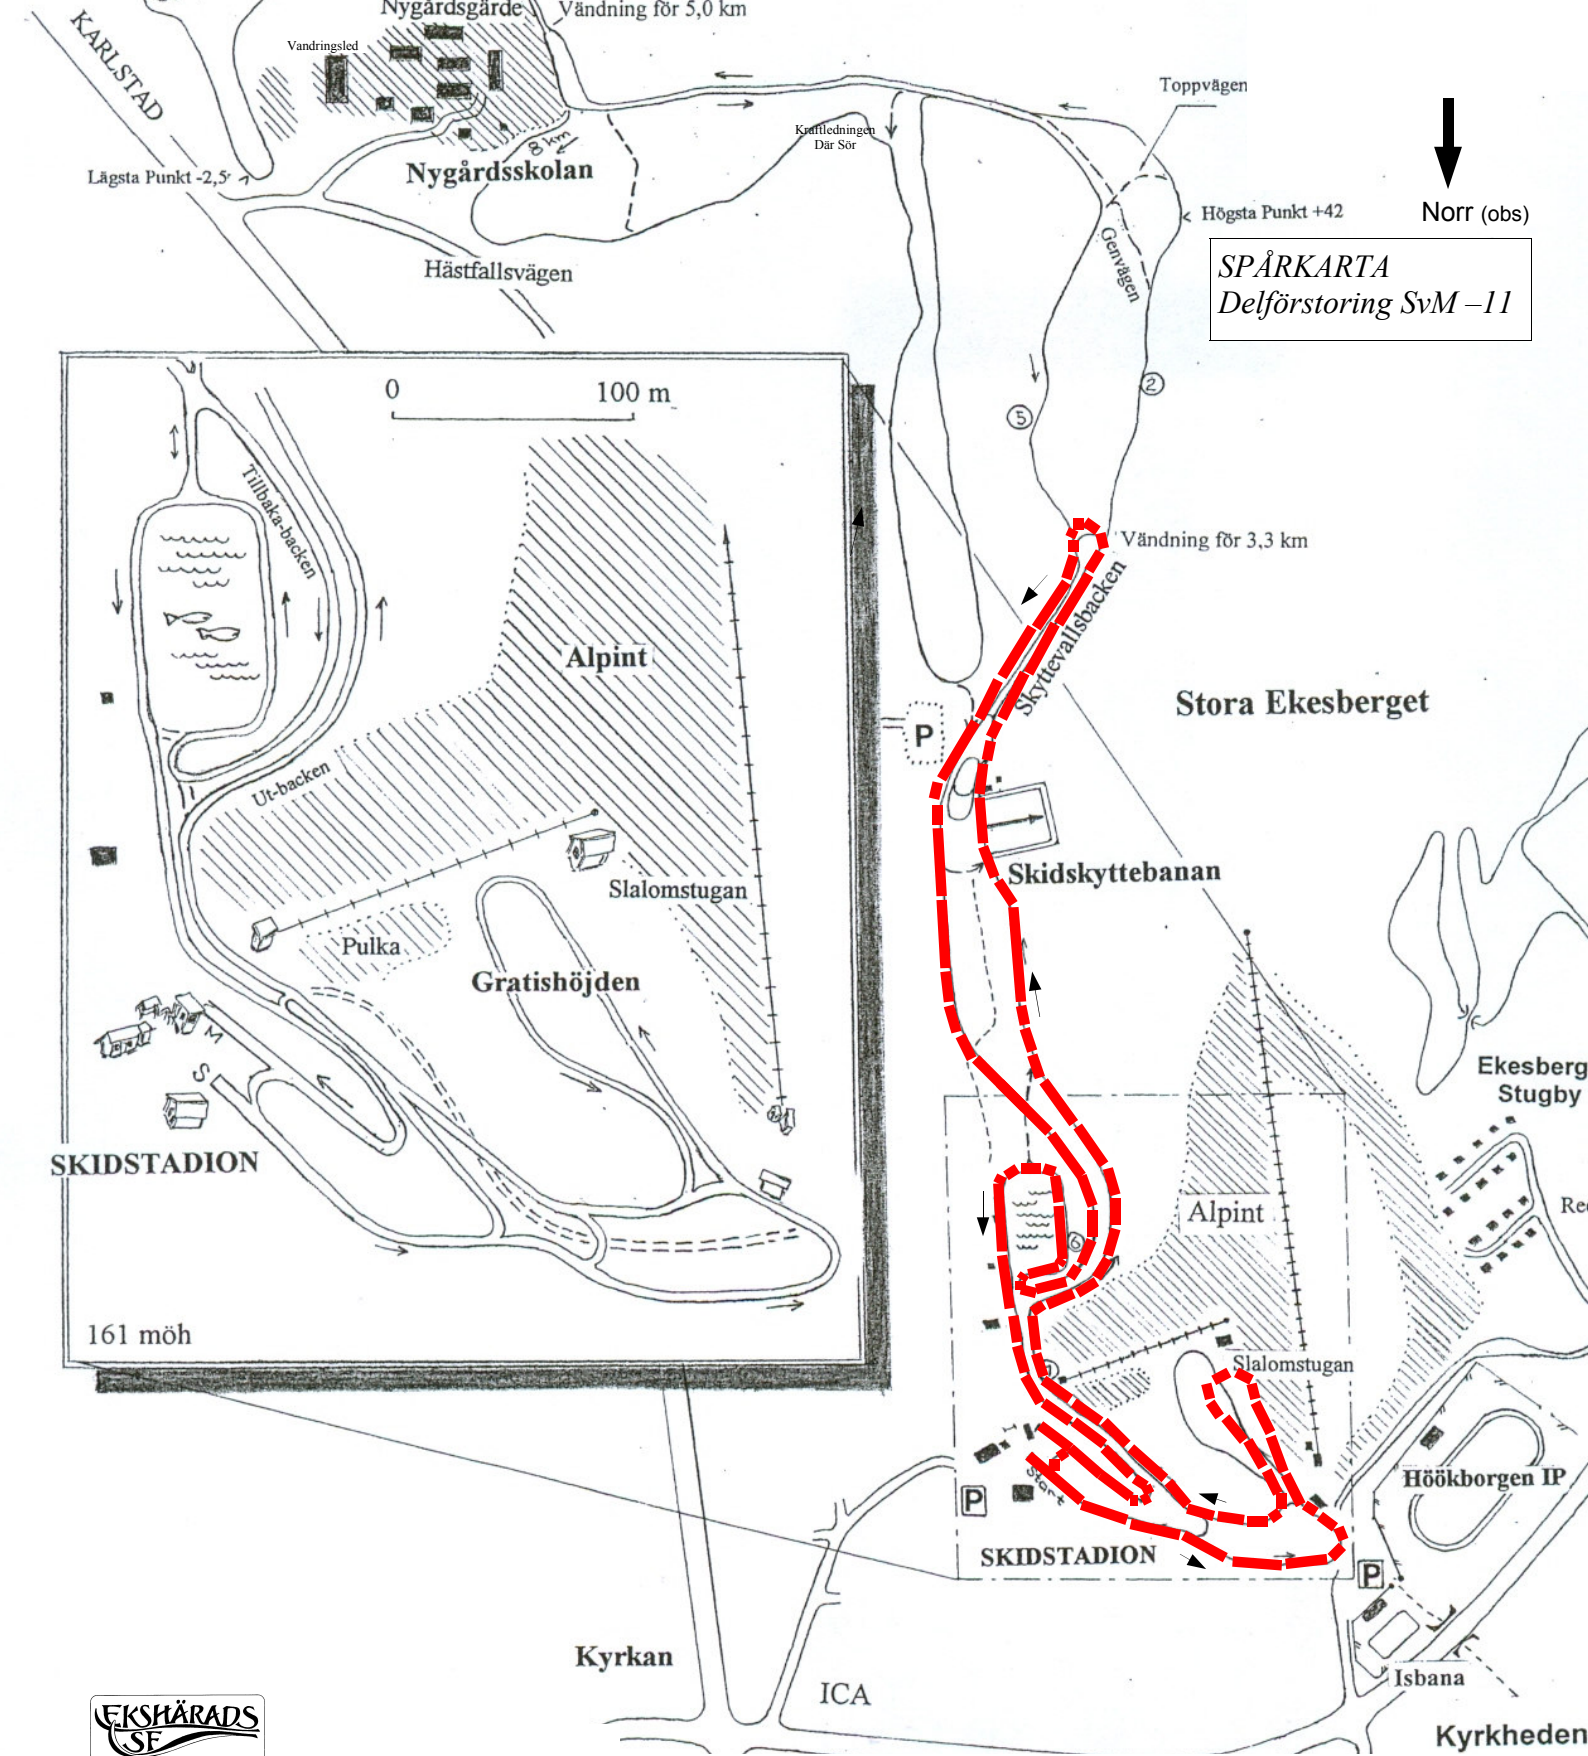 Nygårdsgärde
Vändning för 5,0 km
KARLSTAD
Vandringsled
Toppvägen
Kraftledningen
Där Sör
8 km
Nygårdsskolan
Lägsta Punkt -2,5
Högsta Punkt +42
Norr (obs)
Genvägen
Hästfallsvägen
SPÅRKARTA
Delförstoring SvM –11
0 100 m
2
5
Tillbaka-backen
Vändning för 3,3 km
Skyttevallsbacken
Alpint
Stora Ekesberget
P
Ut-backen
Skidskyttebanan
Slalomstugan
Pulka
Gratishöjden
M
S
Ekesberg
Stugby
SKIDSTADION
Alpint
6
161 möh
Slalomstugan
Höökborgen IP
P
Start
SKIDSTADION
P
Kyrkan
ICA
Isbana
EKSHÄRADS
SF
Kyrkheden